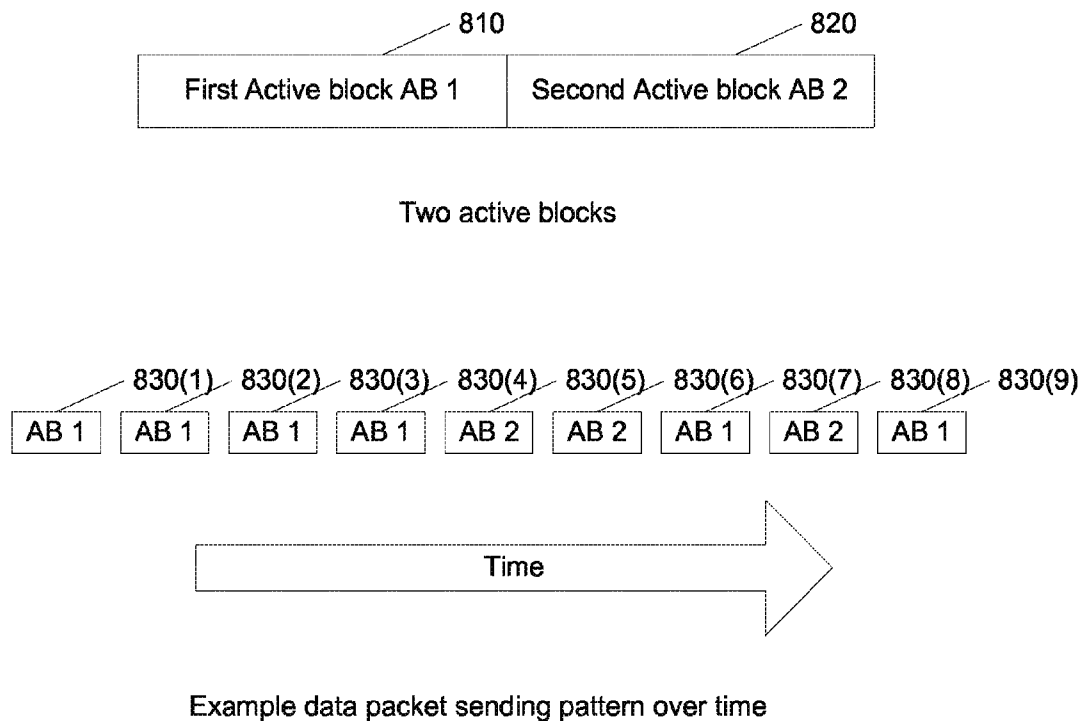 810 820
First Active block AB 1 Second Active block AB 2
Two active blocks
830(1) 830(2) 830(3) 830(4) 830(5) 830(6) 830(7) 830(8) 830(9)
AB 1 AB 1 AB 1 AB 1 AB 2 AB 2 AB 1 AB 2 AB 1
Time
Example data packet sending pattern over time